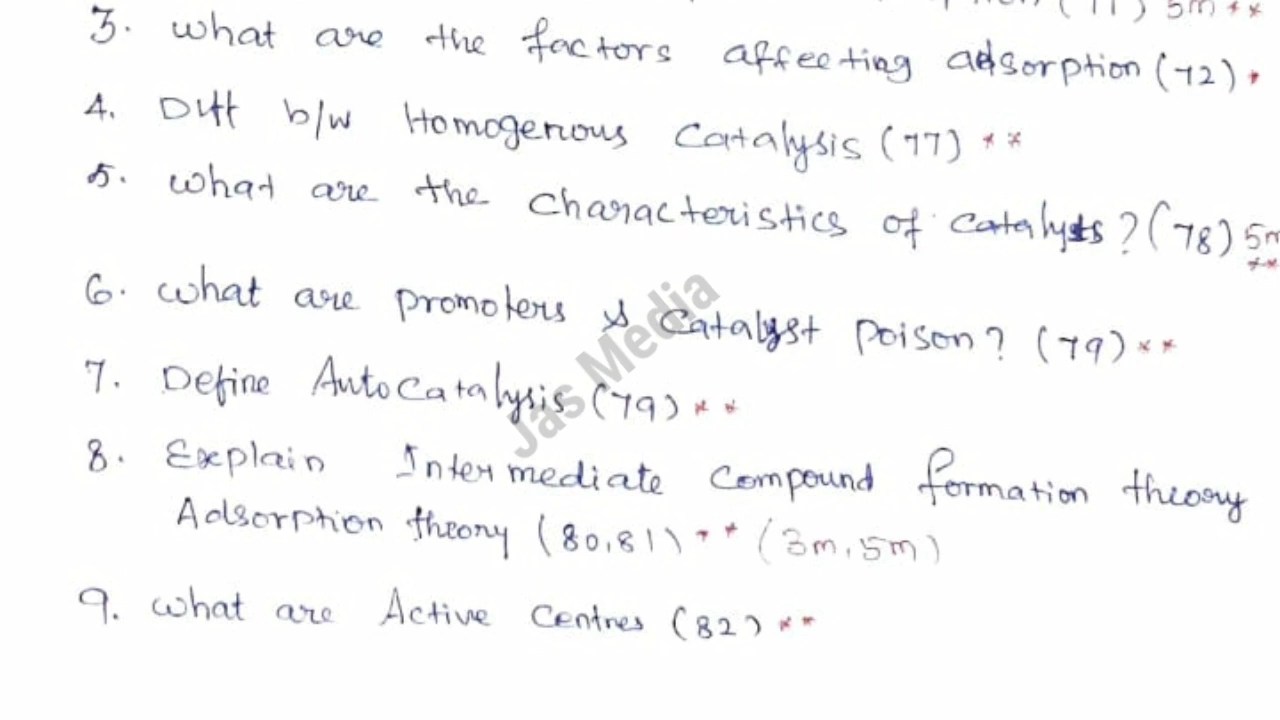 (11) 5m **
3. what are the factors affecting adsorption (72) *
4. Diff b/w Homogenous Catalysis (77) **
5. what are the characteristics of catalysts? (78) 5m
**
6. what are promoters & Catalyst poison? (79) **
7. Define Autocatalysis (79) **
8. Explain Intermediate compound formation theory
Adsorption theory (80,81) ** (3m, 5m)
9. what are Active centres (82) **
Jas Media